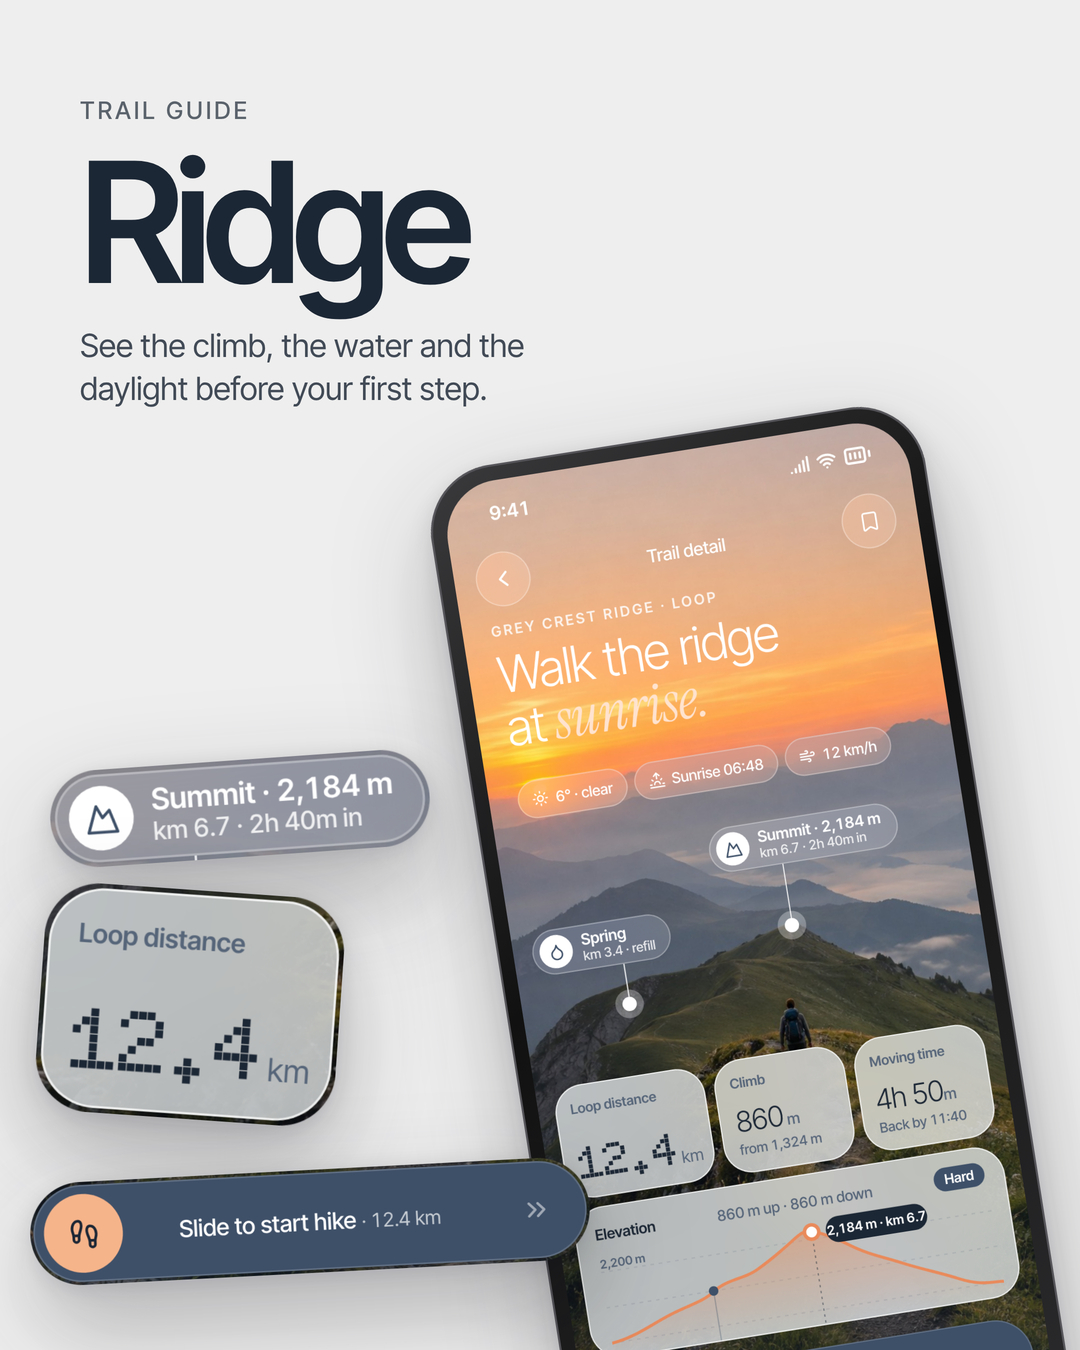 TRAIL GUIDE
Ridge
See the climb, the water and the
daylight before your first step.
9:41
Trail detail
GREY CREST RIDGE · LOOP
Walk the ridge
at sunrise.
6° · clear
Sunrise 06:48
12 km/h
Summit · 2,184 m
km 6.7 · 2h 40m in
Spring
km 3.4 · refill
Loop distance
12.4 km
Climb
860 m
from 1,324 m
Moving time
4h 50m
Back by 11:40
Elevation
860 m up · 860 m down
Hard
2,200 m
2,184 m · km 6.7
Summit · 2,184 m
km 6.7 · 2h 40m in
Loop distance
12.4 km
Slide to start hike · 12.4 km